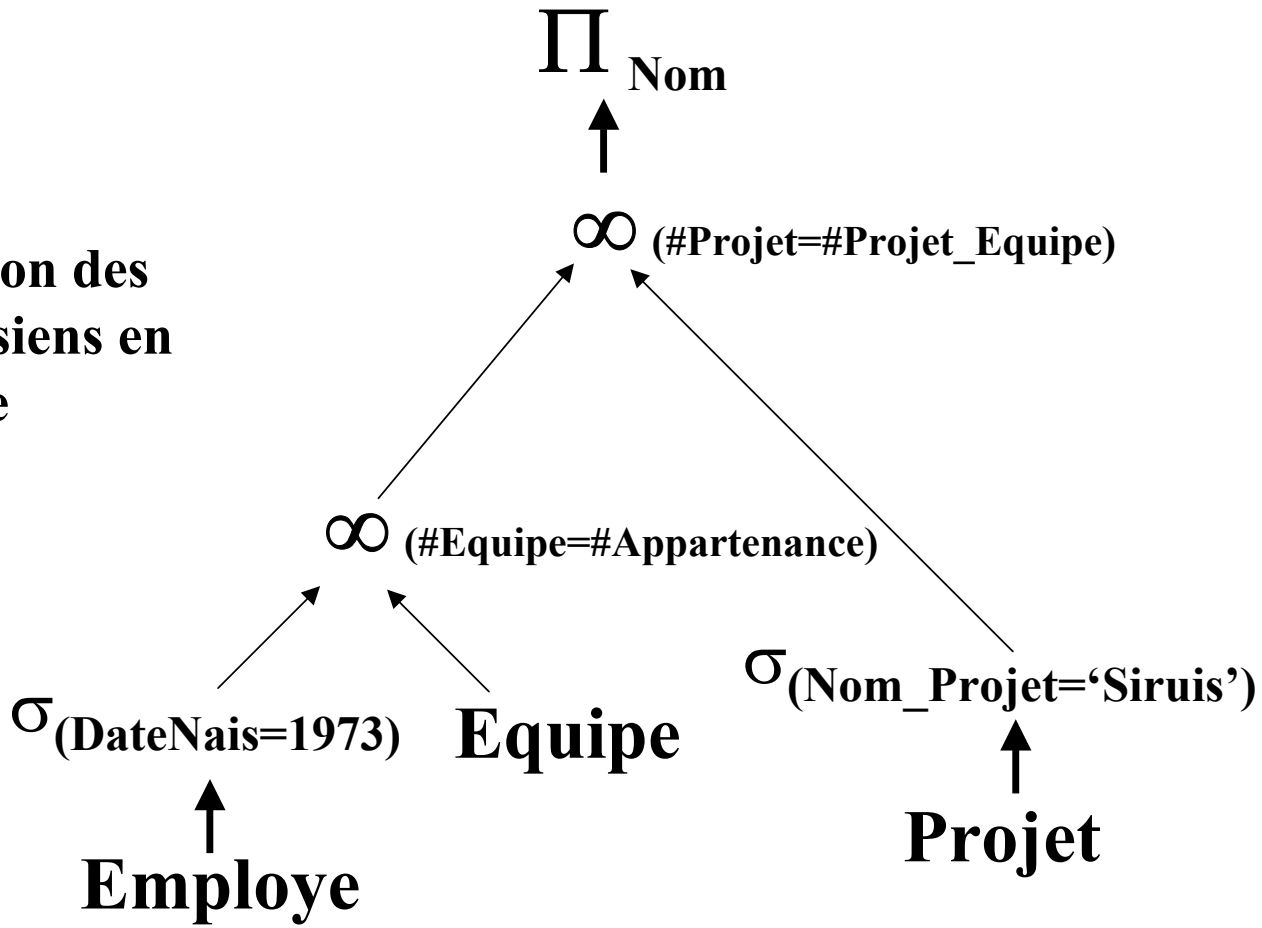 Π Nom
∞ (#Projet=#Projet_Equipe)
on des
siens en
e
∞ (#Equipe=#Appartenance)
σ(DateNais=1973)
Equipe
σ(Nom_Projet=‘Siruis’)
Employe
Projet